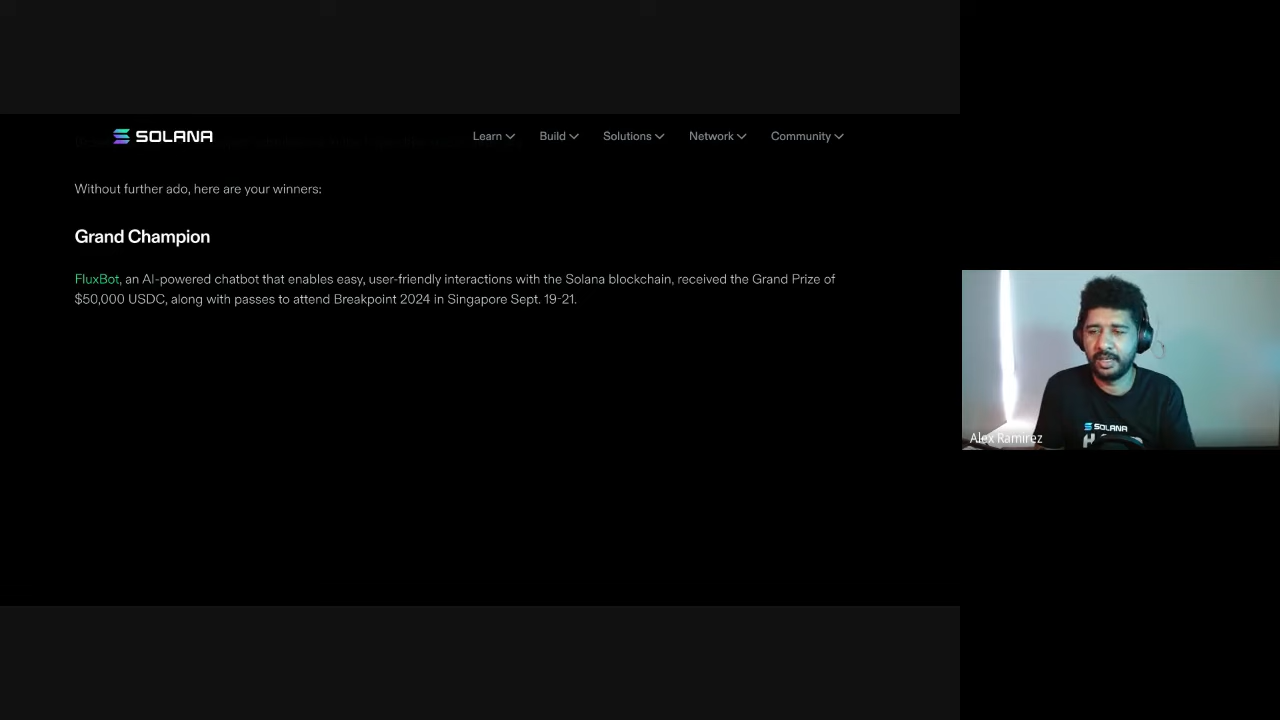 SOLANA
Learn
Build
Solutions
Network
Community
Without further ado, here are your winners:
Grand Champion
FluxBot, an AI-powered chatbot that enables easy, user-friendly interactions with the Solana blockchain, received the Grand Prize of
$50,000 USDC, along with passes to attend Breakpoint 2024 in Singapore Sept. 19-21.
SOLANA
Alex Ramirez